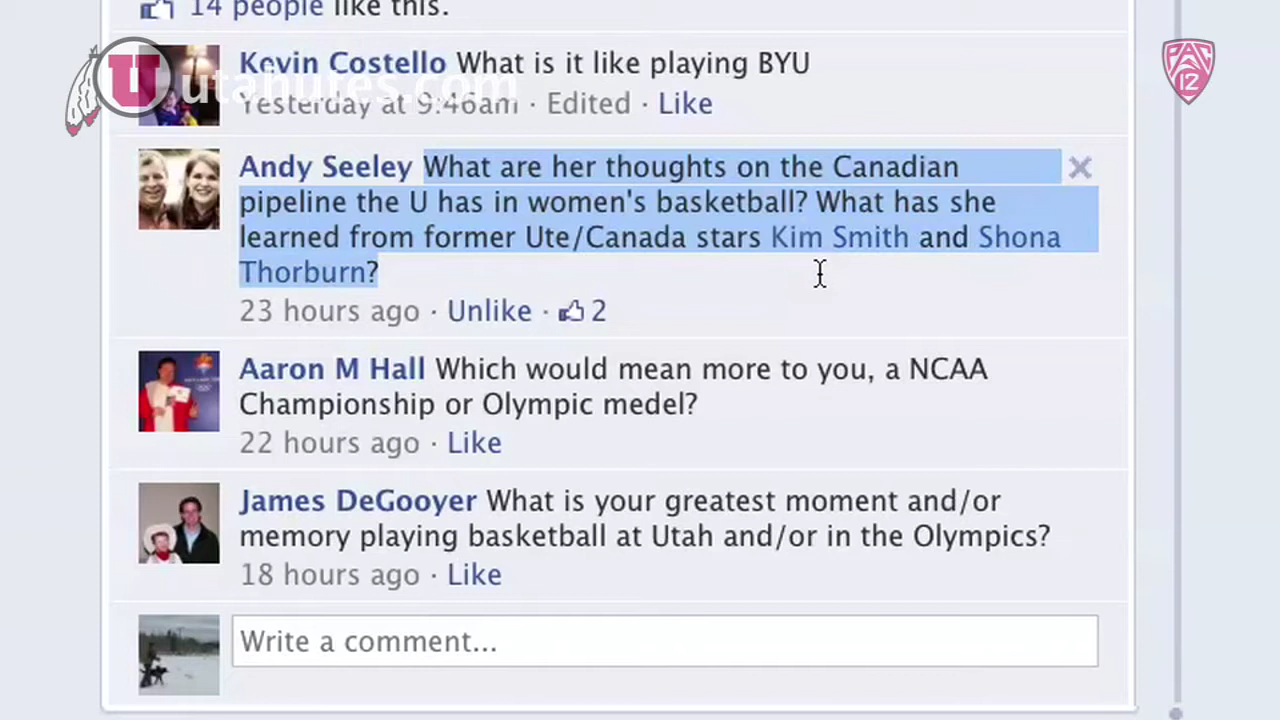 14 people like this.
Kevin Costello What is it like playing BYU
Yesterday at 9:46am · Edited · Like
U utahutes.com
PAC 12
Andy Seeley What are her thoughts on the Canadian
pipeline the U has in women's basketball? What has she
learned from former Ute/Canada stars Kim Smith and Shona
Thorburn?
23 hours ago · Unlike · 2
Aaron M Hall Which would mean more to you, a NCAA
Championship or Olympic medel?
22 hours ago · Like
James DeGooyer What is your greatest moment and/or
memory playing basketball at Utah and/or in the Olympics?
18 hours ago · Like
Write a comment...